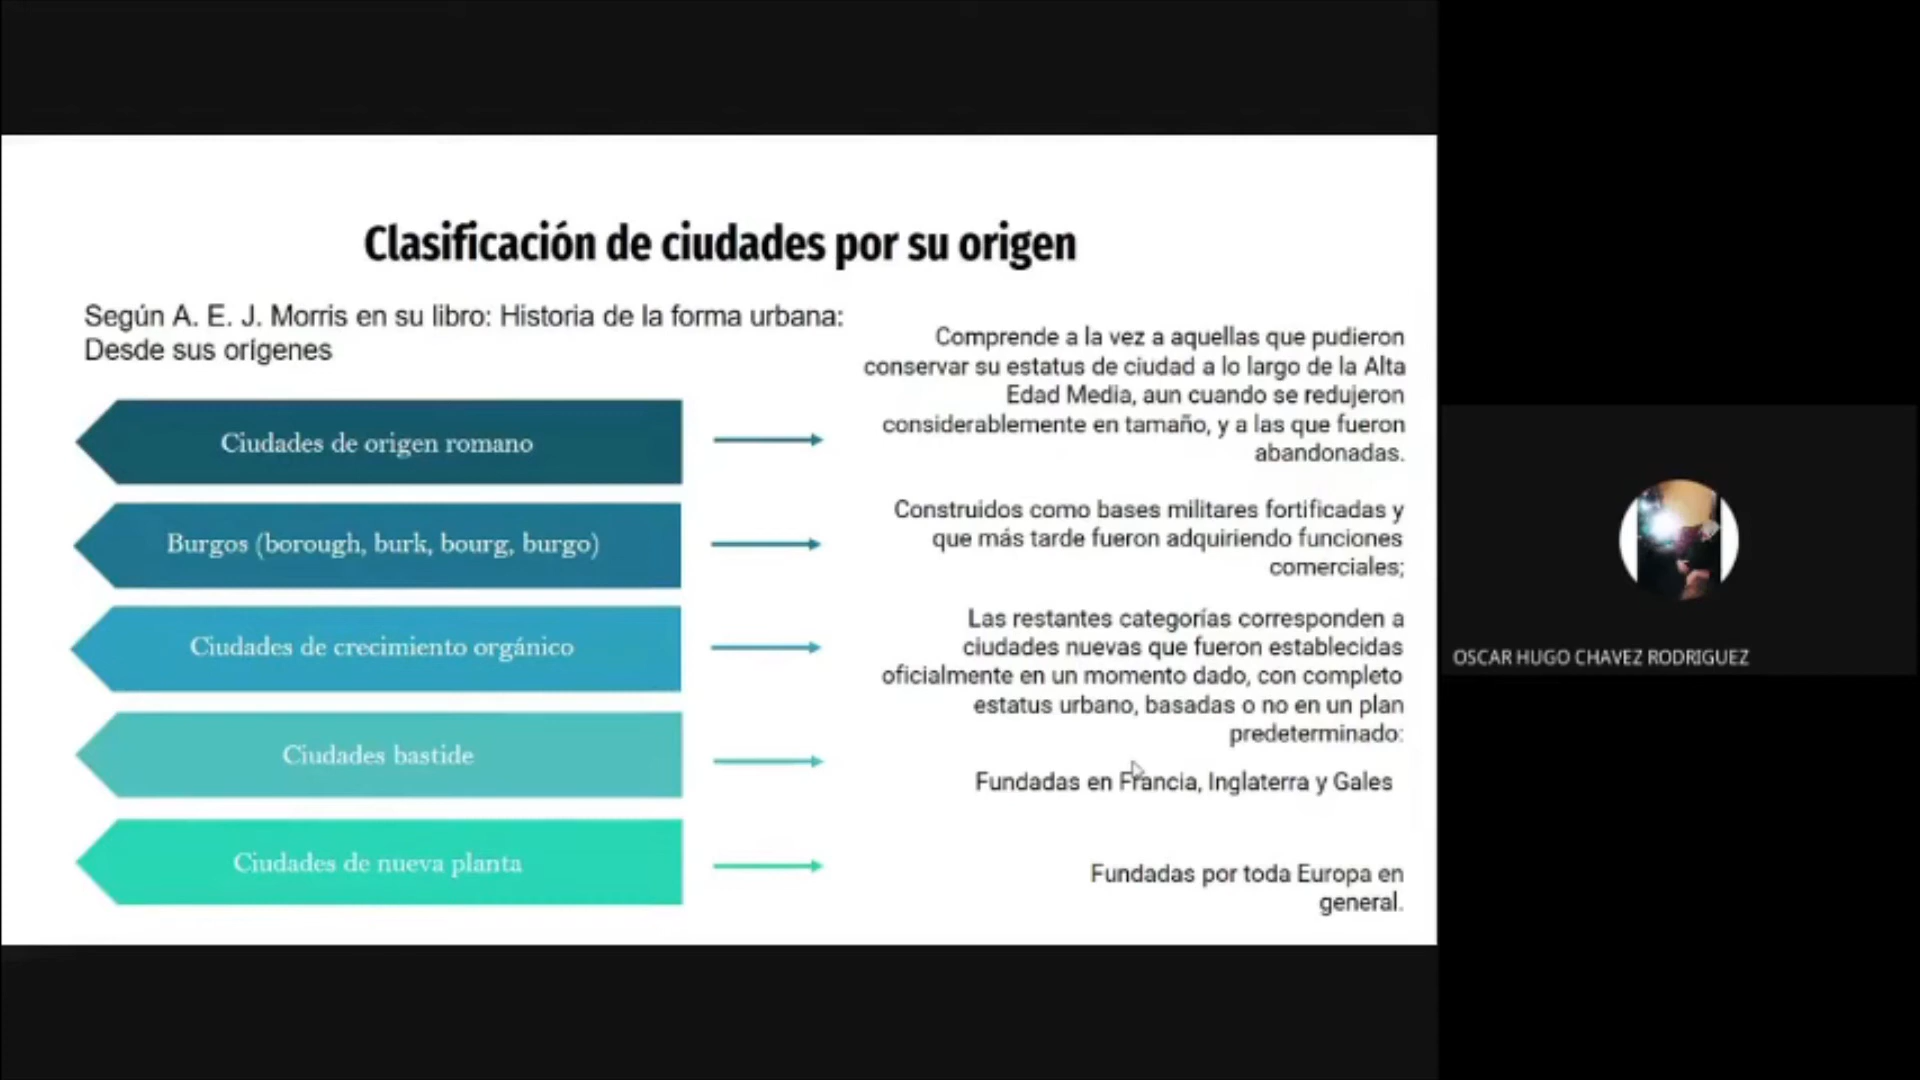 Clasificación de ciudades por su origen
Según A. E. J. Morris en su libro: Historia de la forma urbana:
Desde sus orígenes
Ciudades de origen romano
Comprende a la vez a aquellas que pudieron
conservar su estatus de ciudad a lo largo de la Alta
Edad Media, aun cuando se redujeron
considerablemente en tamaño, y a las que fueron
abandonadas.
Burgos (borough, burk, bourg, burgo)
Construidos como bases militares fortificadas y
que más tarde fueron adquiriendo funciones
comerciales;
Ciudades de crecimiento orgánico
Las restantes categorías corresponden a
ciudades nuevas que fueron establecidas
oficialmente en un momento dado, con completo
estatus urbano, basadas o no en un plan
predeterminado:
Ciudades bastide
Fundadas en Francia, Inglaterra y Gales
Ciudades de nueva planta
Fundadas por toda Europa en
general.
OSCAR HUGO CHAVEZ RODRIGUEZ